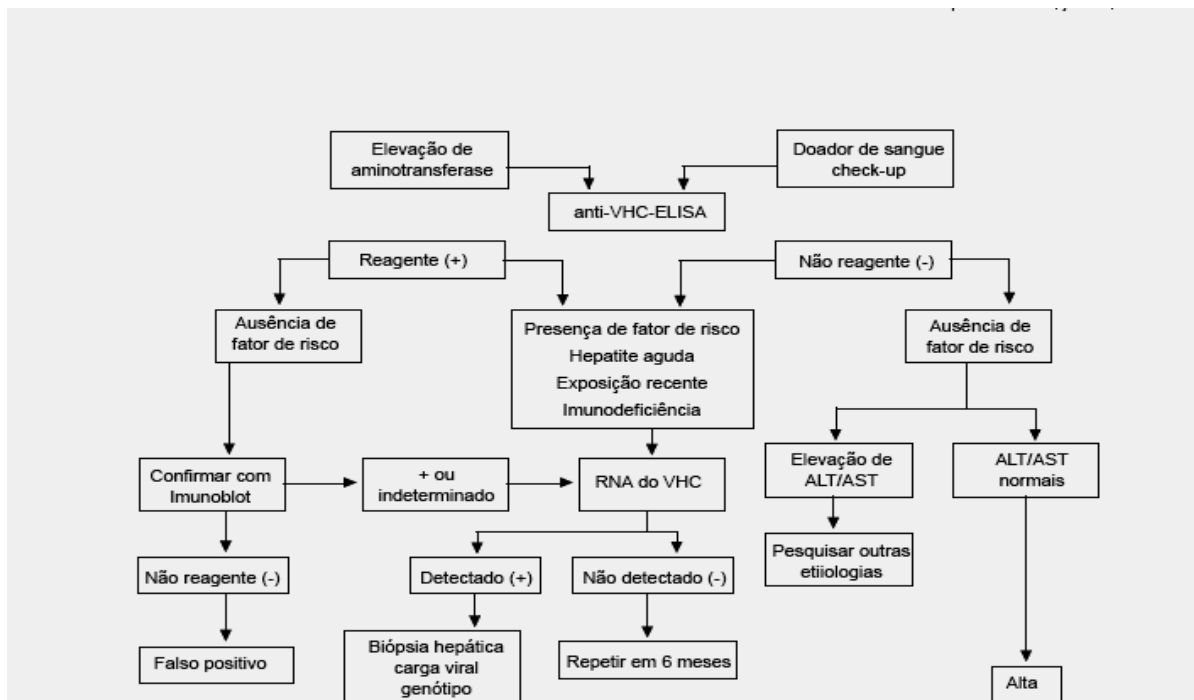 Elevação de
aminotransferase
Doador de sangue
check-up
anti-VHC-ELISA
Reagente (+)
Não reagente (-)
Ausência de
fator de risco
Presença de fator de risco
Hepatite aguda
Exposição recente
Imunodeficiência
Ausência de
fator de risco
Confirmar com
Imunoblot
+ ou
indeterminado
RNA do VHC
Elevação de
ALT/AST
ALT/AST
normais
Não reagente (-)
Detectado (+)
Não detectado (-)
Pesquisar outras
etiiologias
Falso positivo
Biópsia hepática
carga viral
genótipo
Repetir em 6 meses
Alta